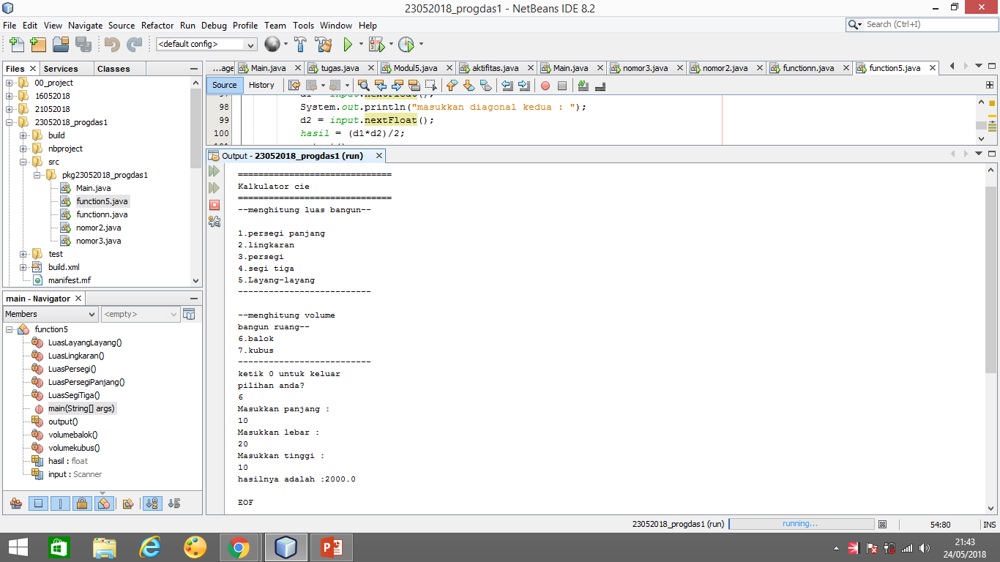 23052018_progdas1 - NetBeans IDE 8.2
File Edit View Navigate Source Refactor Run Debug Profile Team Tools Window Help
Search (Ctrl+I)
<default config>
Files Services Classes
...age Main.java tugas.java Modul5.java aktifitas.java Main.java nomor3.java nomor2.java functionn.java function5.java
Source History
00_project
16052018
21052018
23052018_progdas1
build
nbproject
src
pkg23052018_progdas1
Main.java
function5.java
functionn.java
nomor2.java
nomor3.java
test
build.xml
manifest.mf
98 System.out.println("masukkan diagonal kedua : ");
99 d2 = input.nextFloat();
100 hasil = (d1*d2)/2;
main - Navigator
Members <empty>
function5
LuasLayangLayang()
LuasLingkaran()
LuasPersegi()
LuasPersegiPanjang()
LuasSegiTiga()
main(String[] args)
output()
volumebalok()
volumekubus()
hasil : float
input : Scanner
Output - 23052018_progdas1 (run)
==============================
Kalkulator cie
==============================
--menghitung luas bangun--
1.persegi panjang
2.lingkaran
3.persegi
4.segi tiga
5.Layang-layang
--------------------------
--menghitung volume
bangun ruang--
6.balok
7.kubus
--------------------------
ketik 0 untuk keluar
pilihan anda?
6
Masukkan panjang :
10
Masukkan lebar :
20
Masukkan tinggi :
10
hasilnya adalah :2000.0
EOF
23052018_progdas1 (run) running... 54:80 INS
21:43
24/05/2018